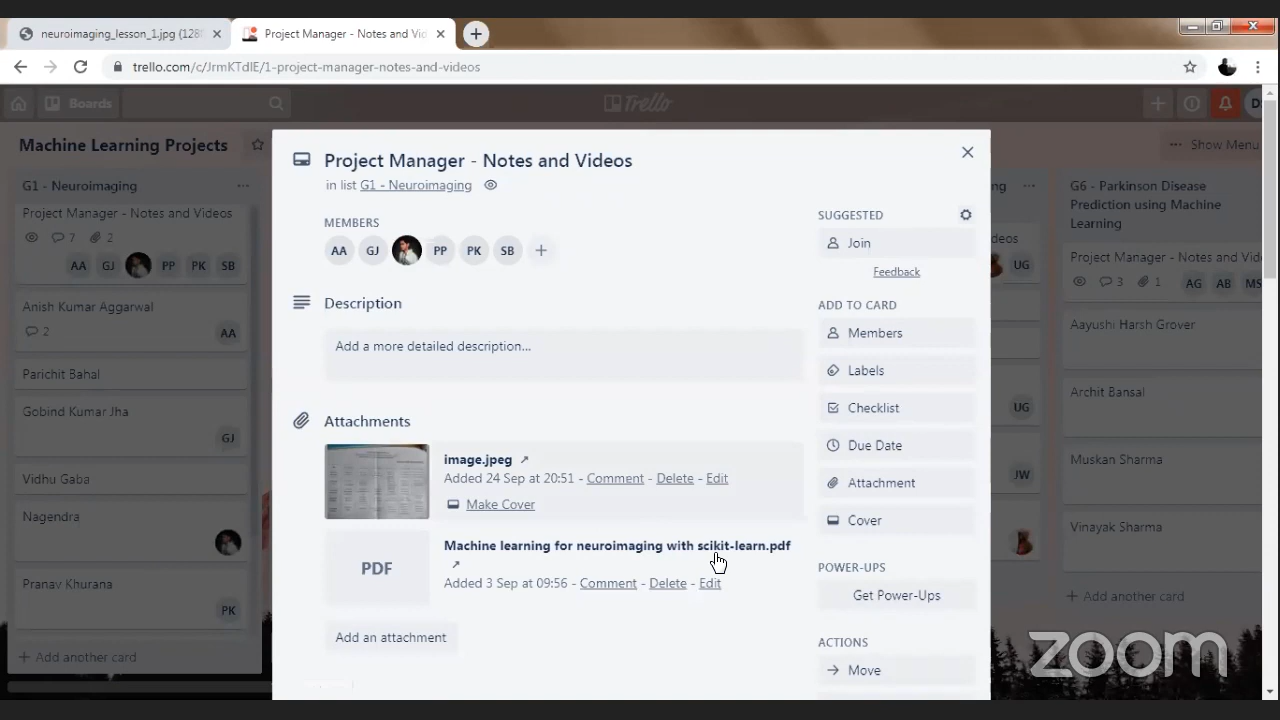 neuroimaging_lesson_1.jpg (128
Project Manager - Notes and Vid
trello.com/c/JrmKTdIE/1-project-manager-notes-and-videos
Boards
Trello
Machine Learning Projects
Show Menu
G1 - Neuroimaging
Project Manager - Notes and Videos
7
2
AA
GJ
PP
PK
SB
Anish Kumar Aggarwal
2
AA
Parichit Bahal
Gobind Kumar Jha
GJ
Vidhu Gaba
Nagendra
Pranav Khurana
PK
+ Add another card
Project Manager - Notes and Videos
in list G1 - Neuroimaging
MEMBERS
AA
GJ
PP
PK
SB
Description
Add a more detailed description...
Attachments
image.jpeg
Added 24 Sep at 20:51 - Comment - Delete - Edit
Make Cover
PDF
Machine learning for neuroimaging with scikit-learn.pdf
Added 3 Sep at 09:56 - Comment - Delete - Edit
Add an attachment
SUGGESTED
Join
Feedback
ADD TO CARD
Members
Labels
Checklist
Due Date
Attachment
Cover
POWER-UPS
Get Power-Ups
ACTIONS
Move
UG
UG
JW
G6 - Parkinson Disease
Prediction using Machine
Learning
Project Manager - Notes and Vide
3
1
AG
AB
MS
Aayushi Harsh Grover
Archit Bansal
Muskan Sharma
Vinayak Sharma
+ Add another card
zoom